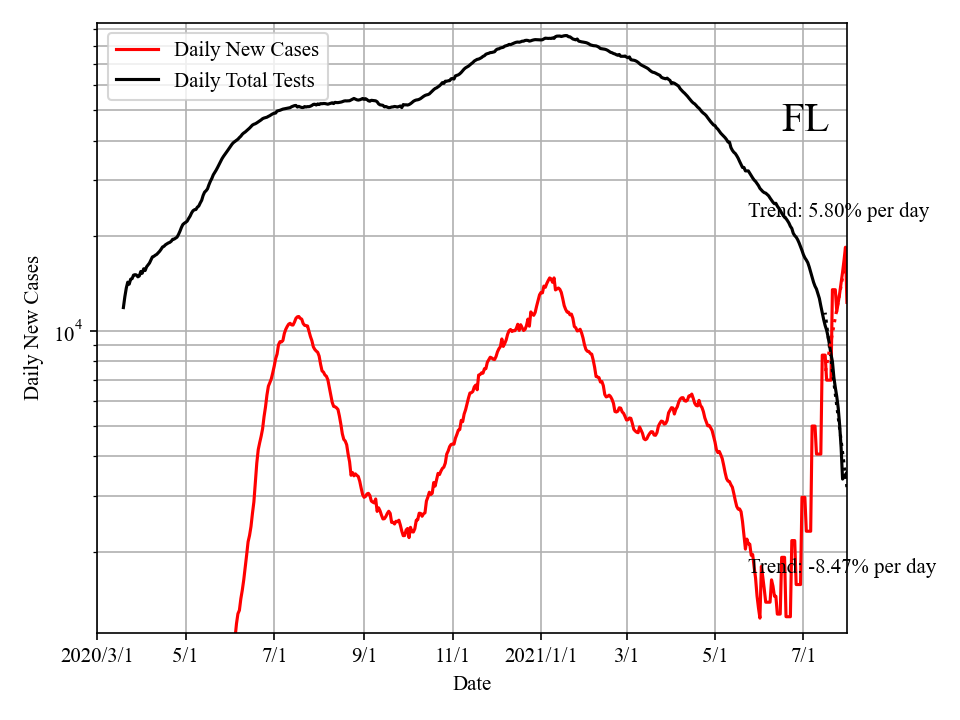 Daily New Cases
Daily Total Tests
FL
Trend: 5.80% per day
Daily New Cases
10^4
Trend: -8.47% per day
2020/3/1 5/1 7/1 9/1 11/1 2021/1/1 3/1 5/1 7/1
Date